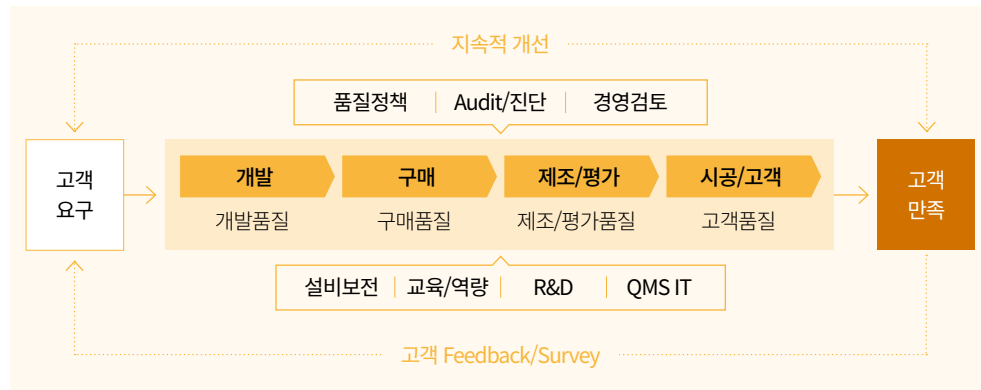 지속적 개선
품질정책 | Audit/진단 | 경영검토
고객
요구
개발 구매 제조/평가 시공/고객
개발품질 구매품질 제조/평가품질 고객품질
고객
만족
설비보전 | 교육/역량 | R&D | QMS IT
고객 Feedback/Survey